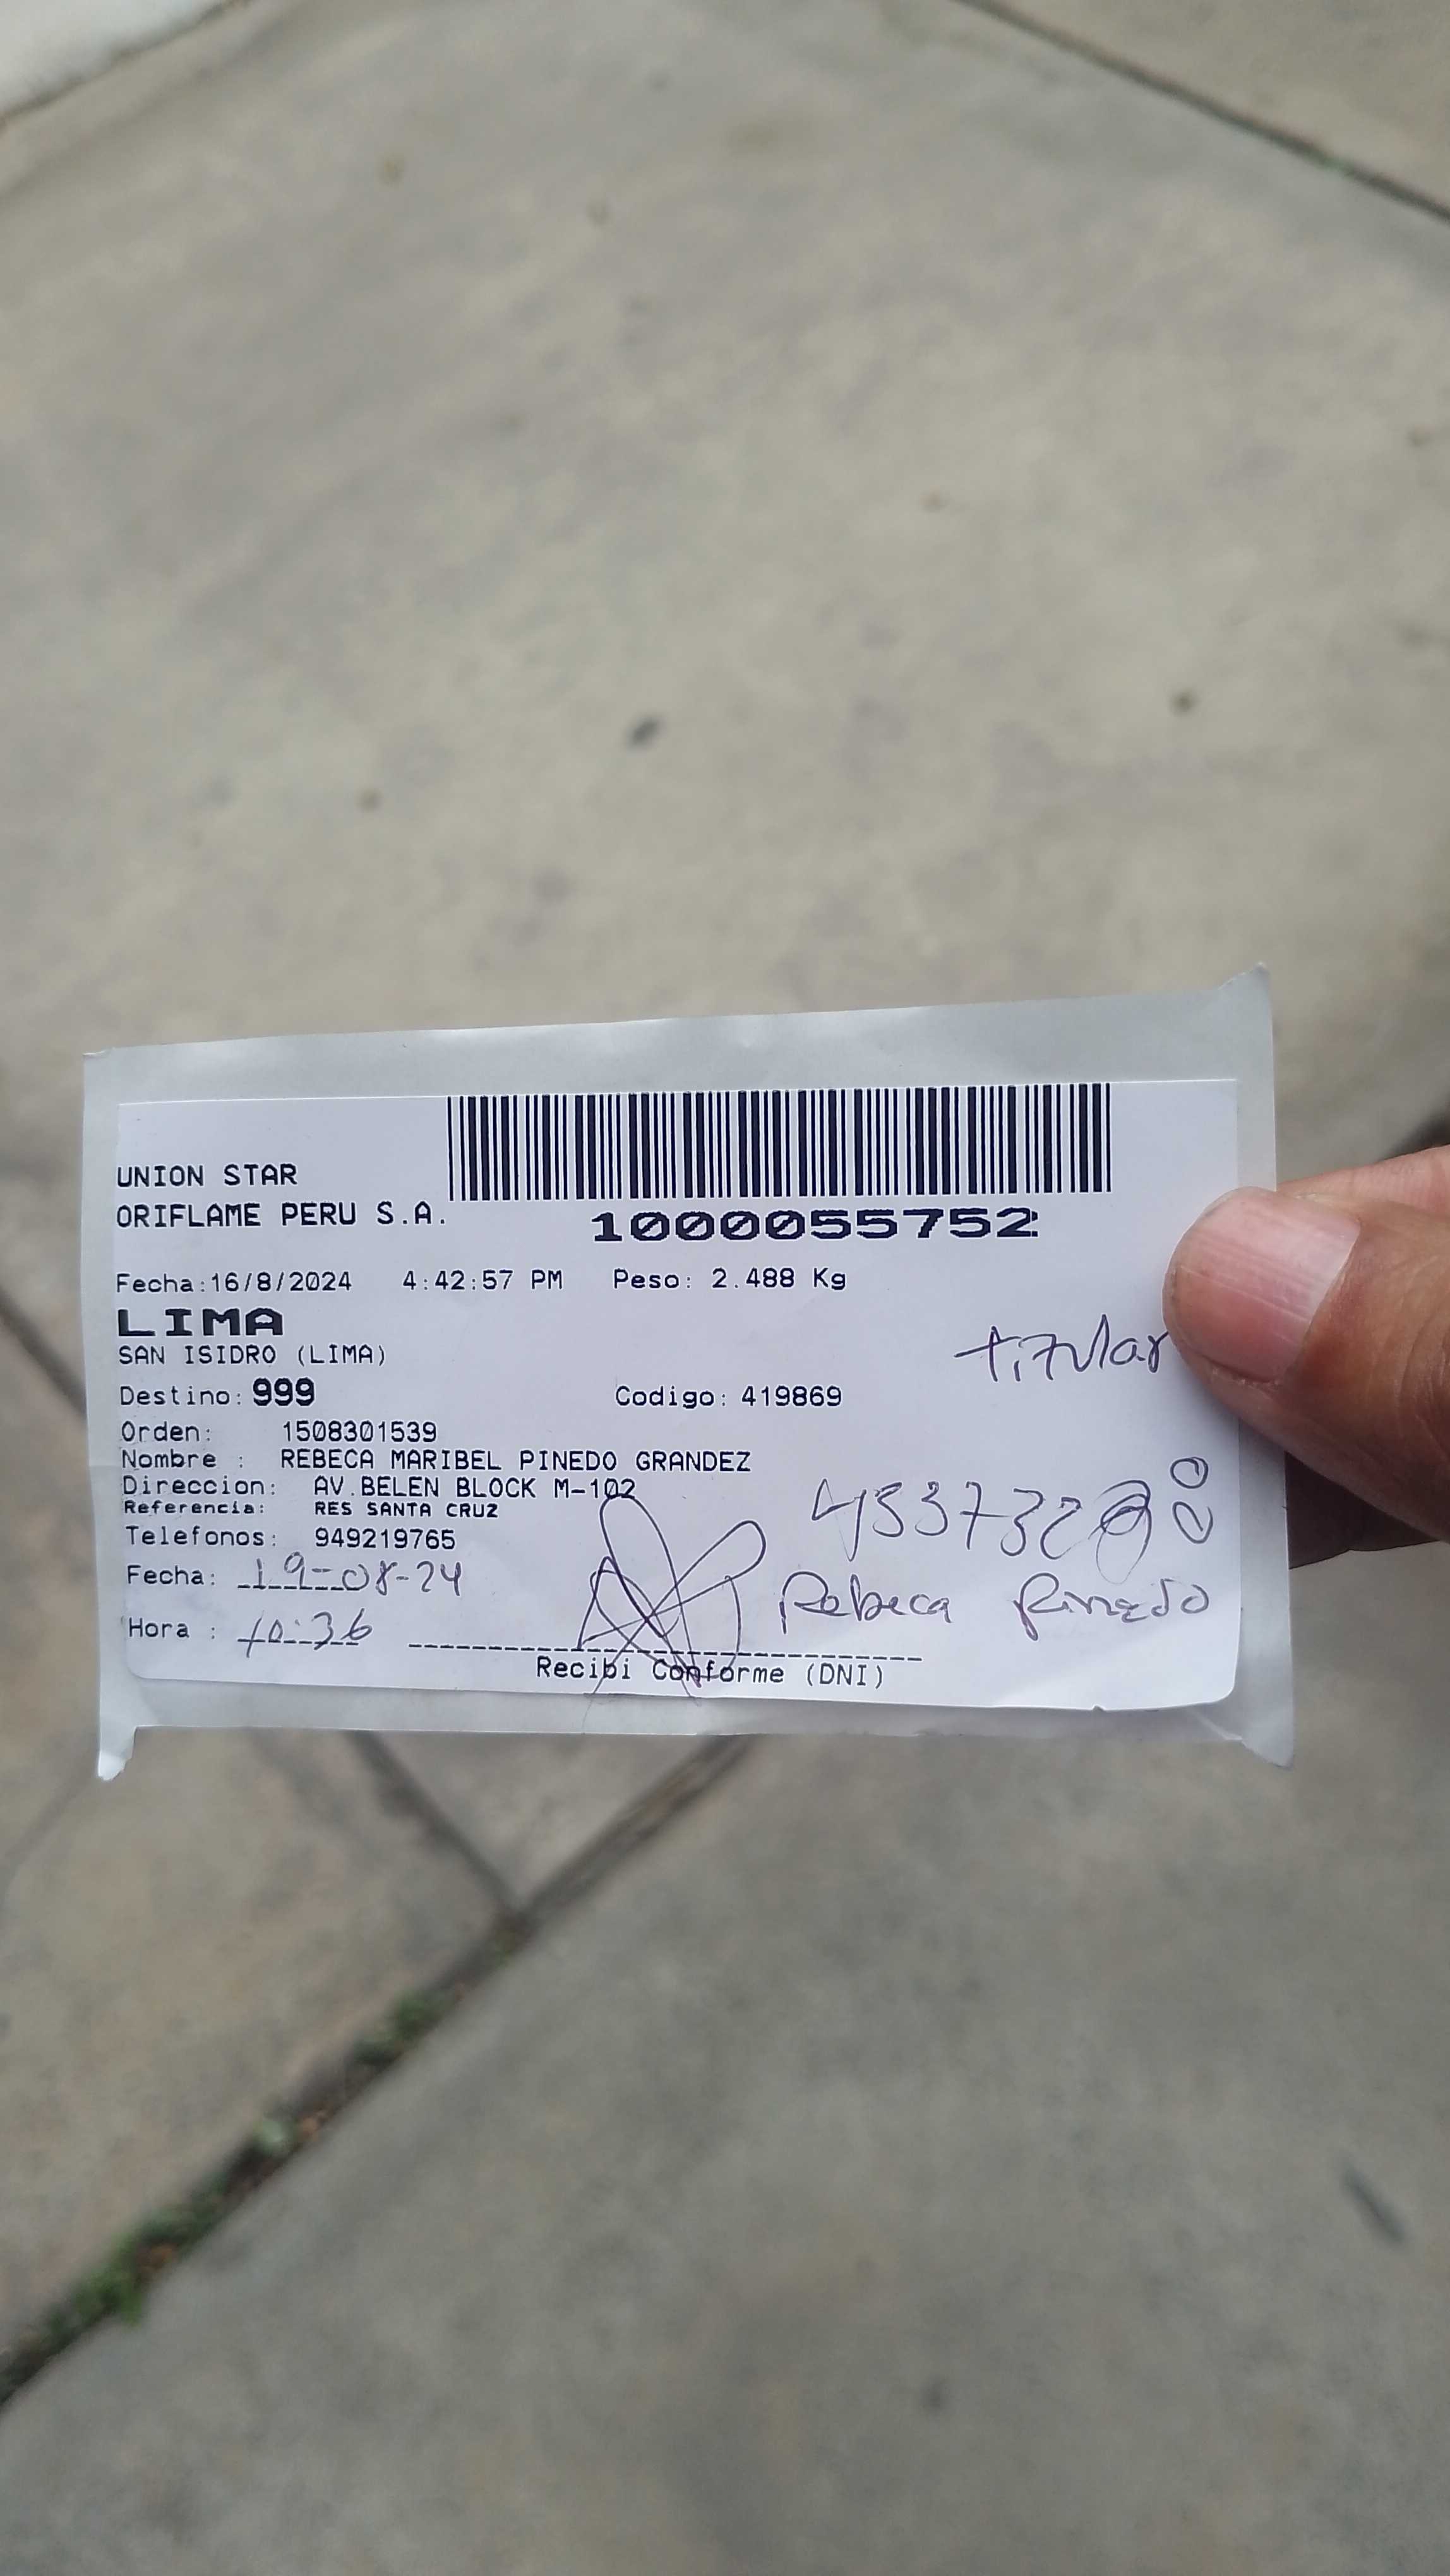 UNION STAR
ORIFLAME PERU S.A.
1000055752
Fecha:16/8/2024 4:42:57 PM Peso: 2.488 Kg
LIMA
SAN ISIDRO (LIMA)
titular
Destino: 999 Codigo: 419869
Orden: 1508301539
Nombre : REBECA MARIBEL PINEDO GRANDEZ
Direccion: AV.BELEN BLOCK M-102
Referencia: RES SANTA CRUZ
Telefonos: 949219765
Fecha: 19-08-24
Rebeca Pinedo
Hora : 10:36
Recibi Conforme (DNI)